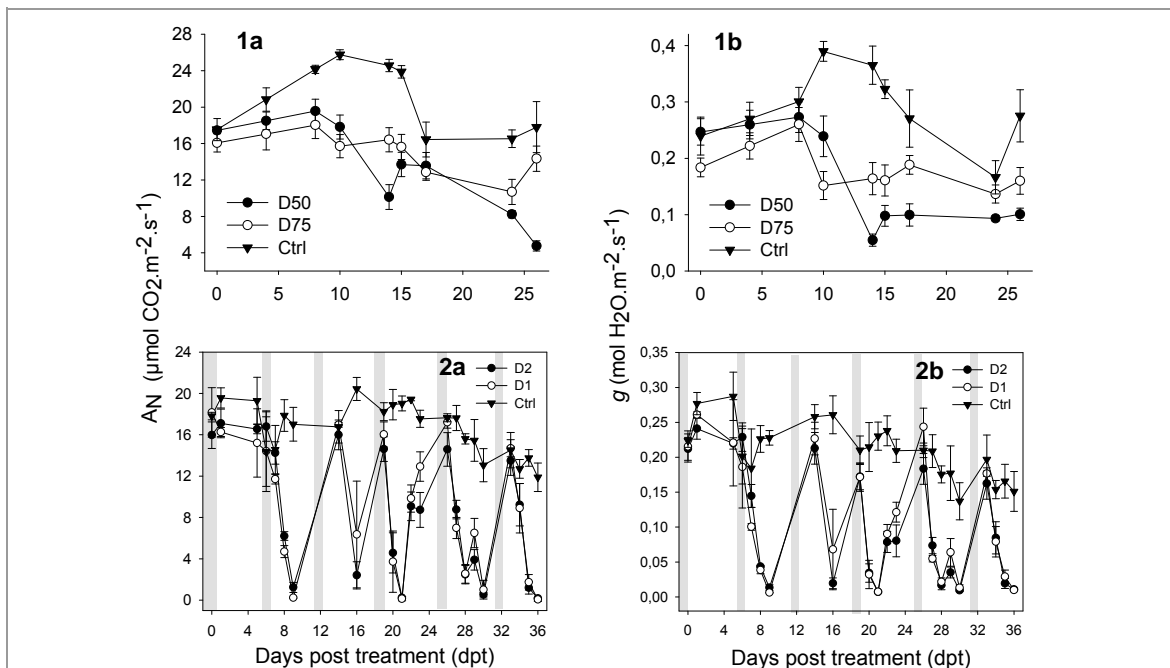 1a
28
24
20
16
12
8
4
D50
D75
Ctrl
0 5 10 15 20 25
1b
0,4
0,3
0,2
0,1
0,0
D50
D75
Ctrl
0 5 10 15 20 25
A_N (µmol CO₂.m⁻².s⁻¹)
g (mol H₂O.m⁻².s⁻¹)
2a
24
20
16
12
8
4
0
D2
D1
Ctrl
0 4 8 12 16 20 24 28 32 36
Days post treatment (dpt)
2b
0,35
0,30
0,25
0,20
0,15
0,10
0,05
0,00
D2
D1
Ctrl
0 4 8 12 16 20 24 28 32 36
Days post treatment (dpt)